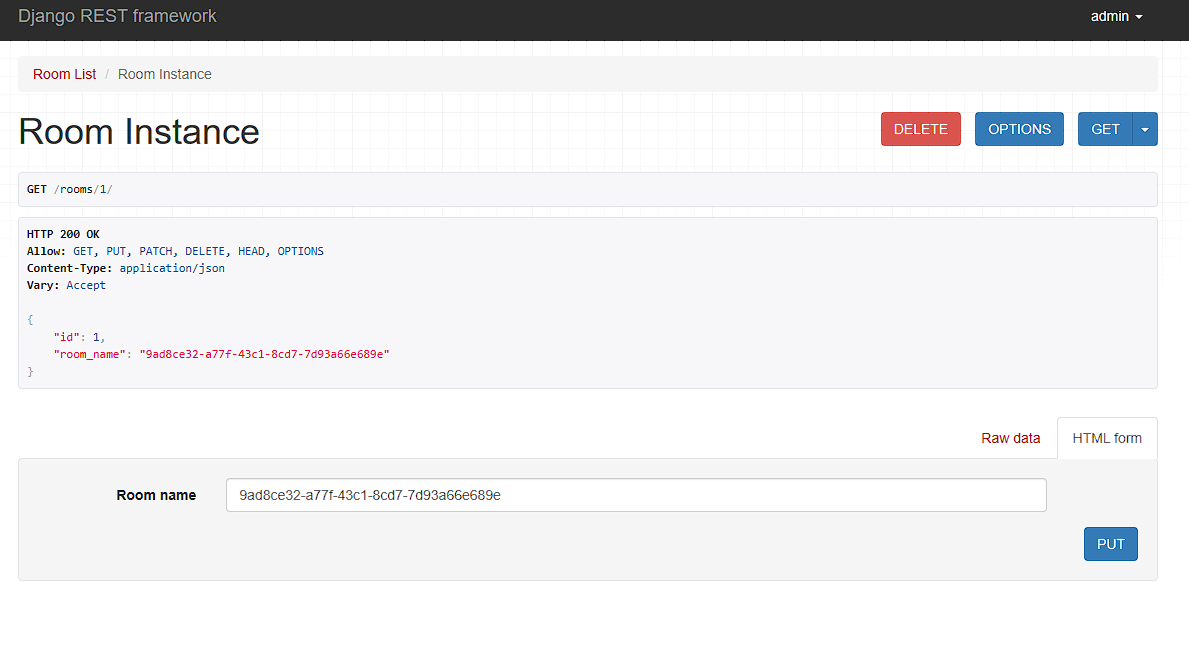 Django REST framework
admin
Room List / Room Instance
Room Instance
DELETE
OPTIONS
GET
GET /rooms/1/
HTTP 200 OK
Allow: GET, PUT, PATCH, DELETE, HEAD, OPTIONS
Content-Type: application/json
Vary: Accept
{
"id": 1,
"room_name": "9ad8ce32-a77f-43c1-8cd7-7d93a66e689e"
}
Raw data
HTML form
Room name
9ad8ce32-a77f-43c1-8cd7-7d93a66e689e
PUT